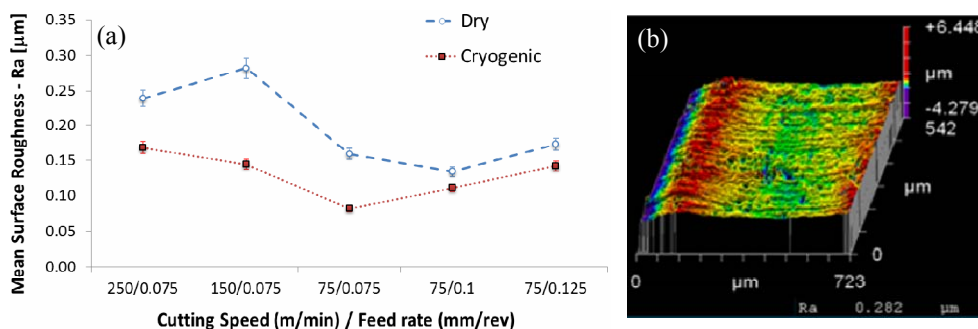 (a)
Dry
Cryogenic
Mean Surface Roughness - Ra [μm]
0.35
0.30
0.25
0.20
0.15
0.10
0.05
0.00
250/0.075
150/0.075
75/0.075
75/0.1
75/0.125
Cutting Speed (m/min) / Feed rate (mm/rev)
(b)
+6.448
μm
-4.279
542
μm
0
0
μm
723
Ra 0.282 μm